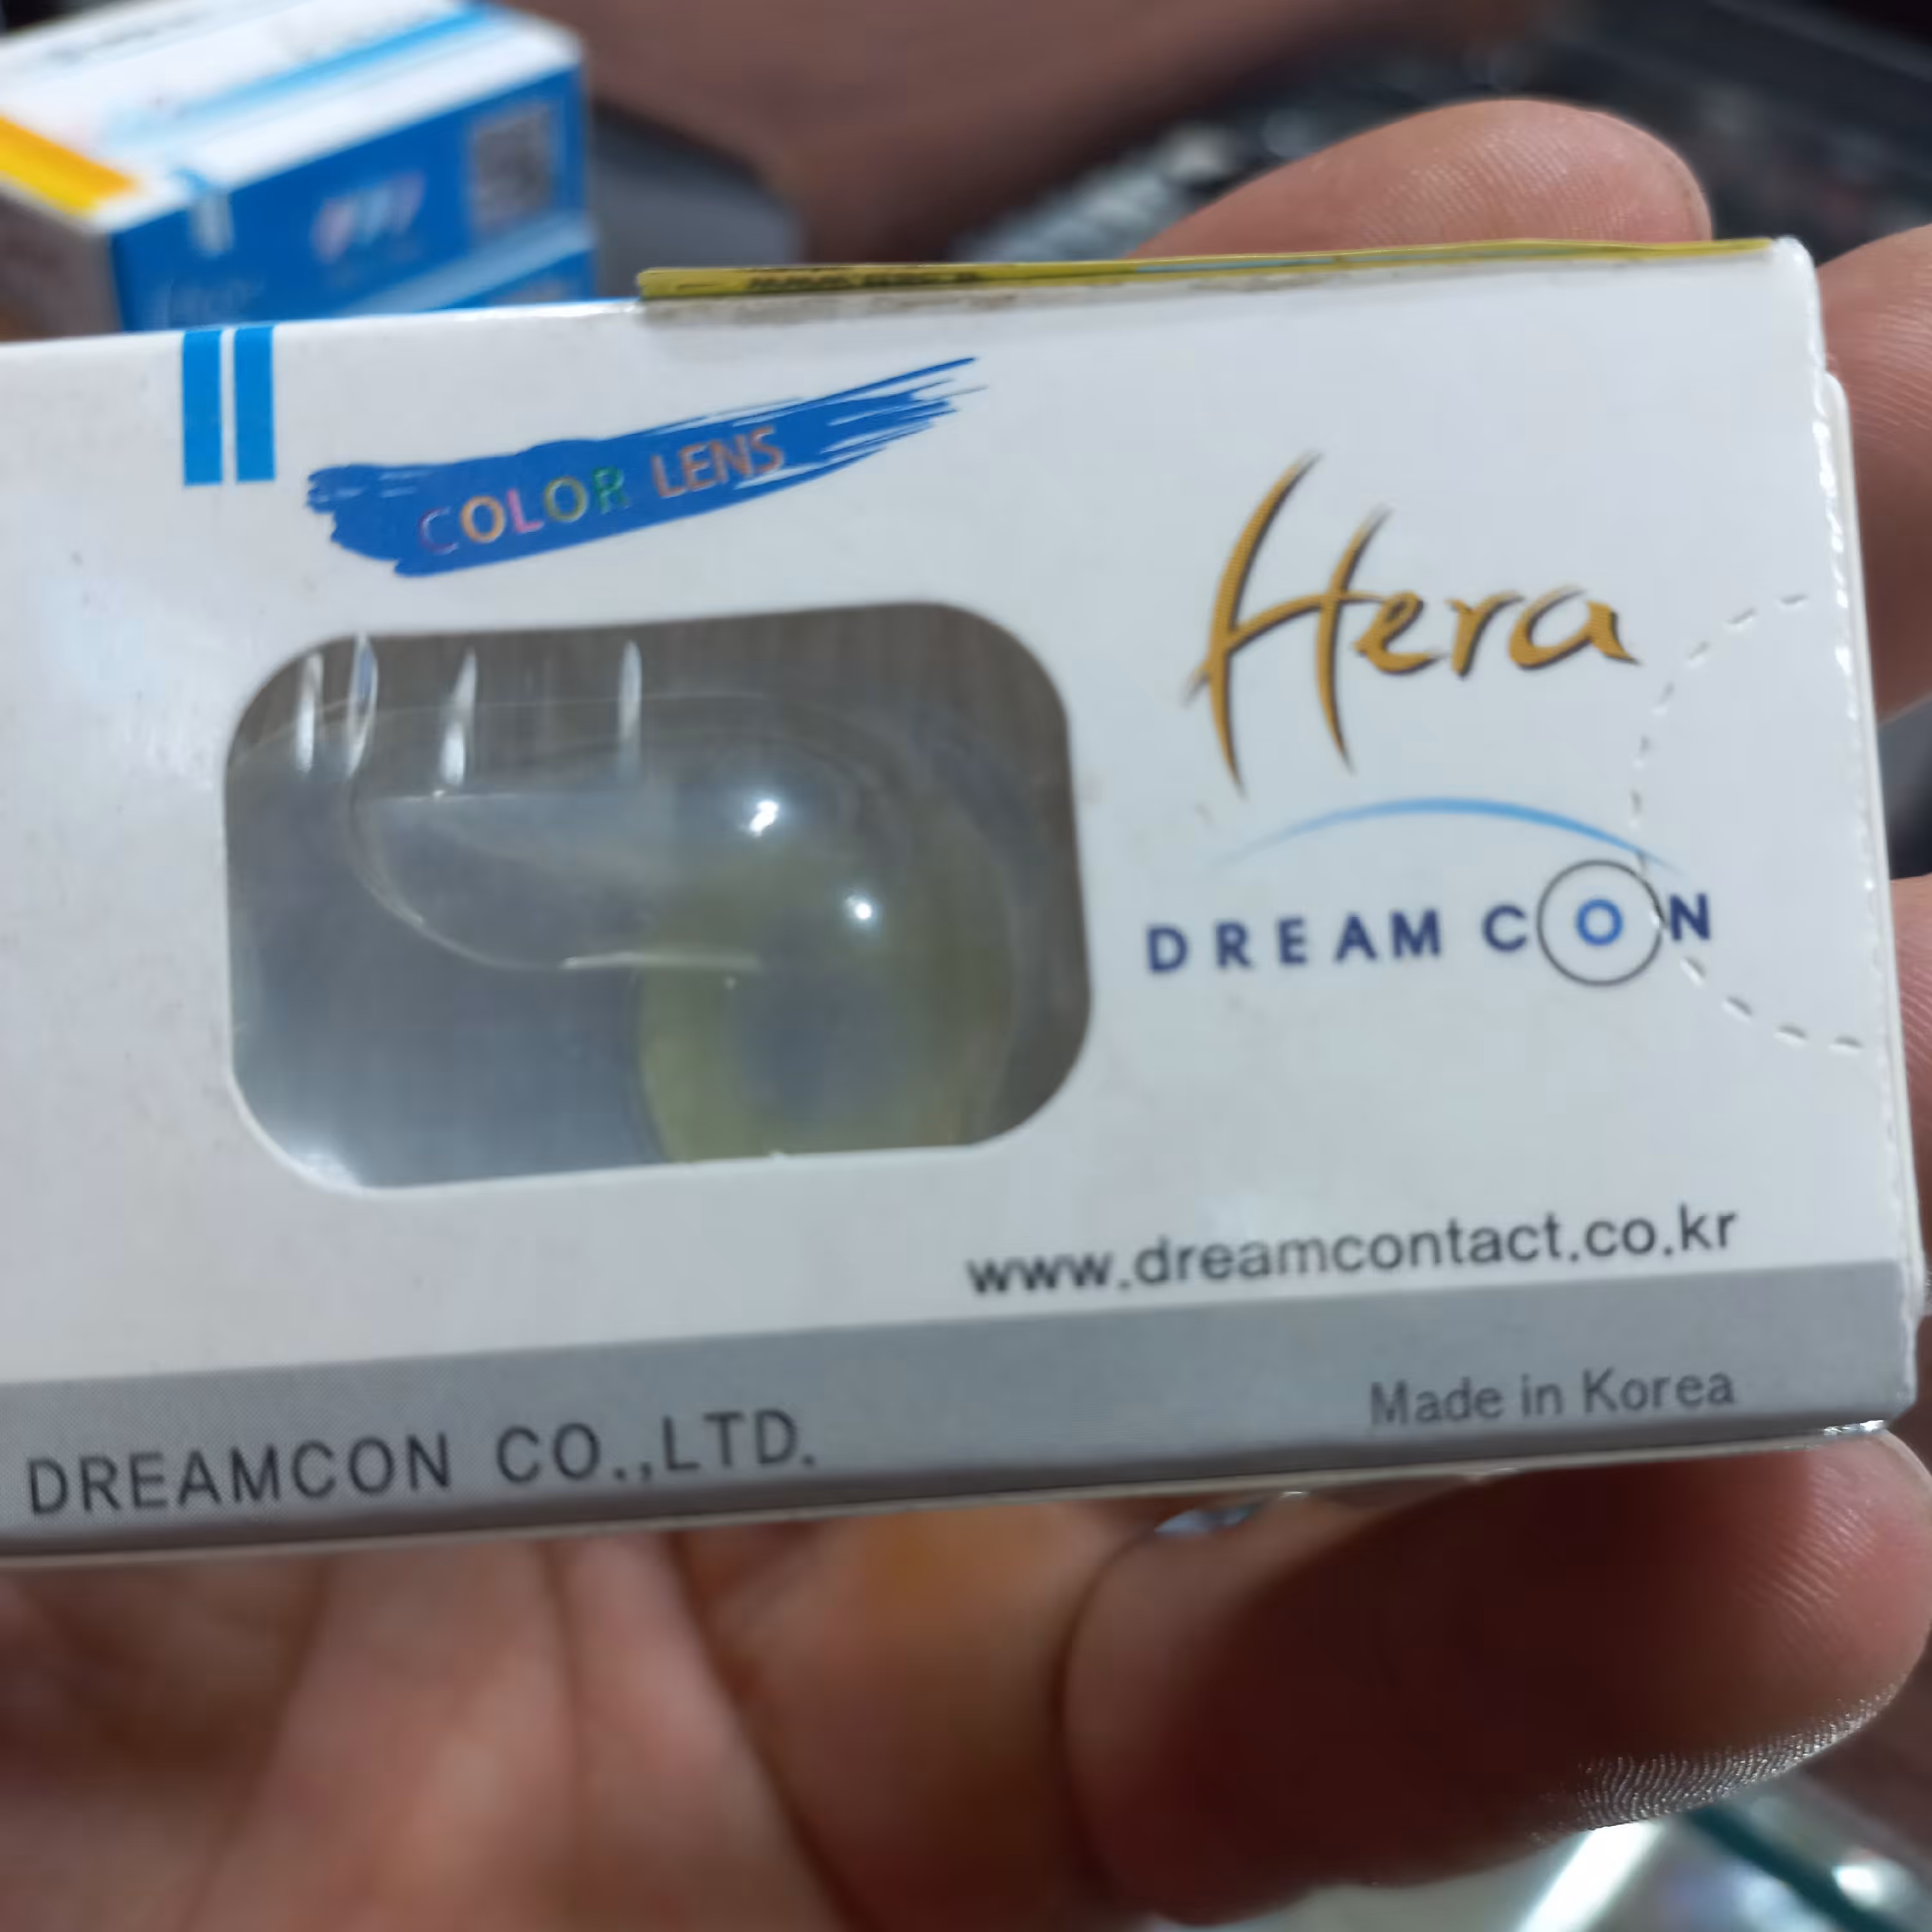 COLOR LENS
Hera
DREAM CON
www.dreamcontact.co.kr
Made in Korea
DREAMCON CO.,LTD.